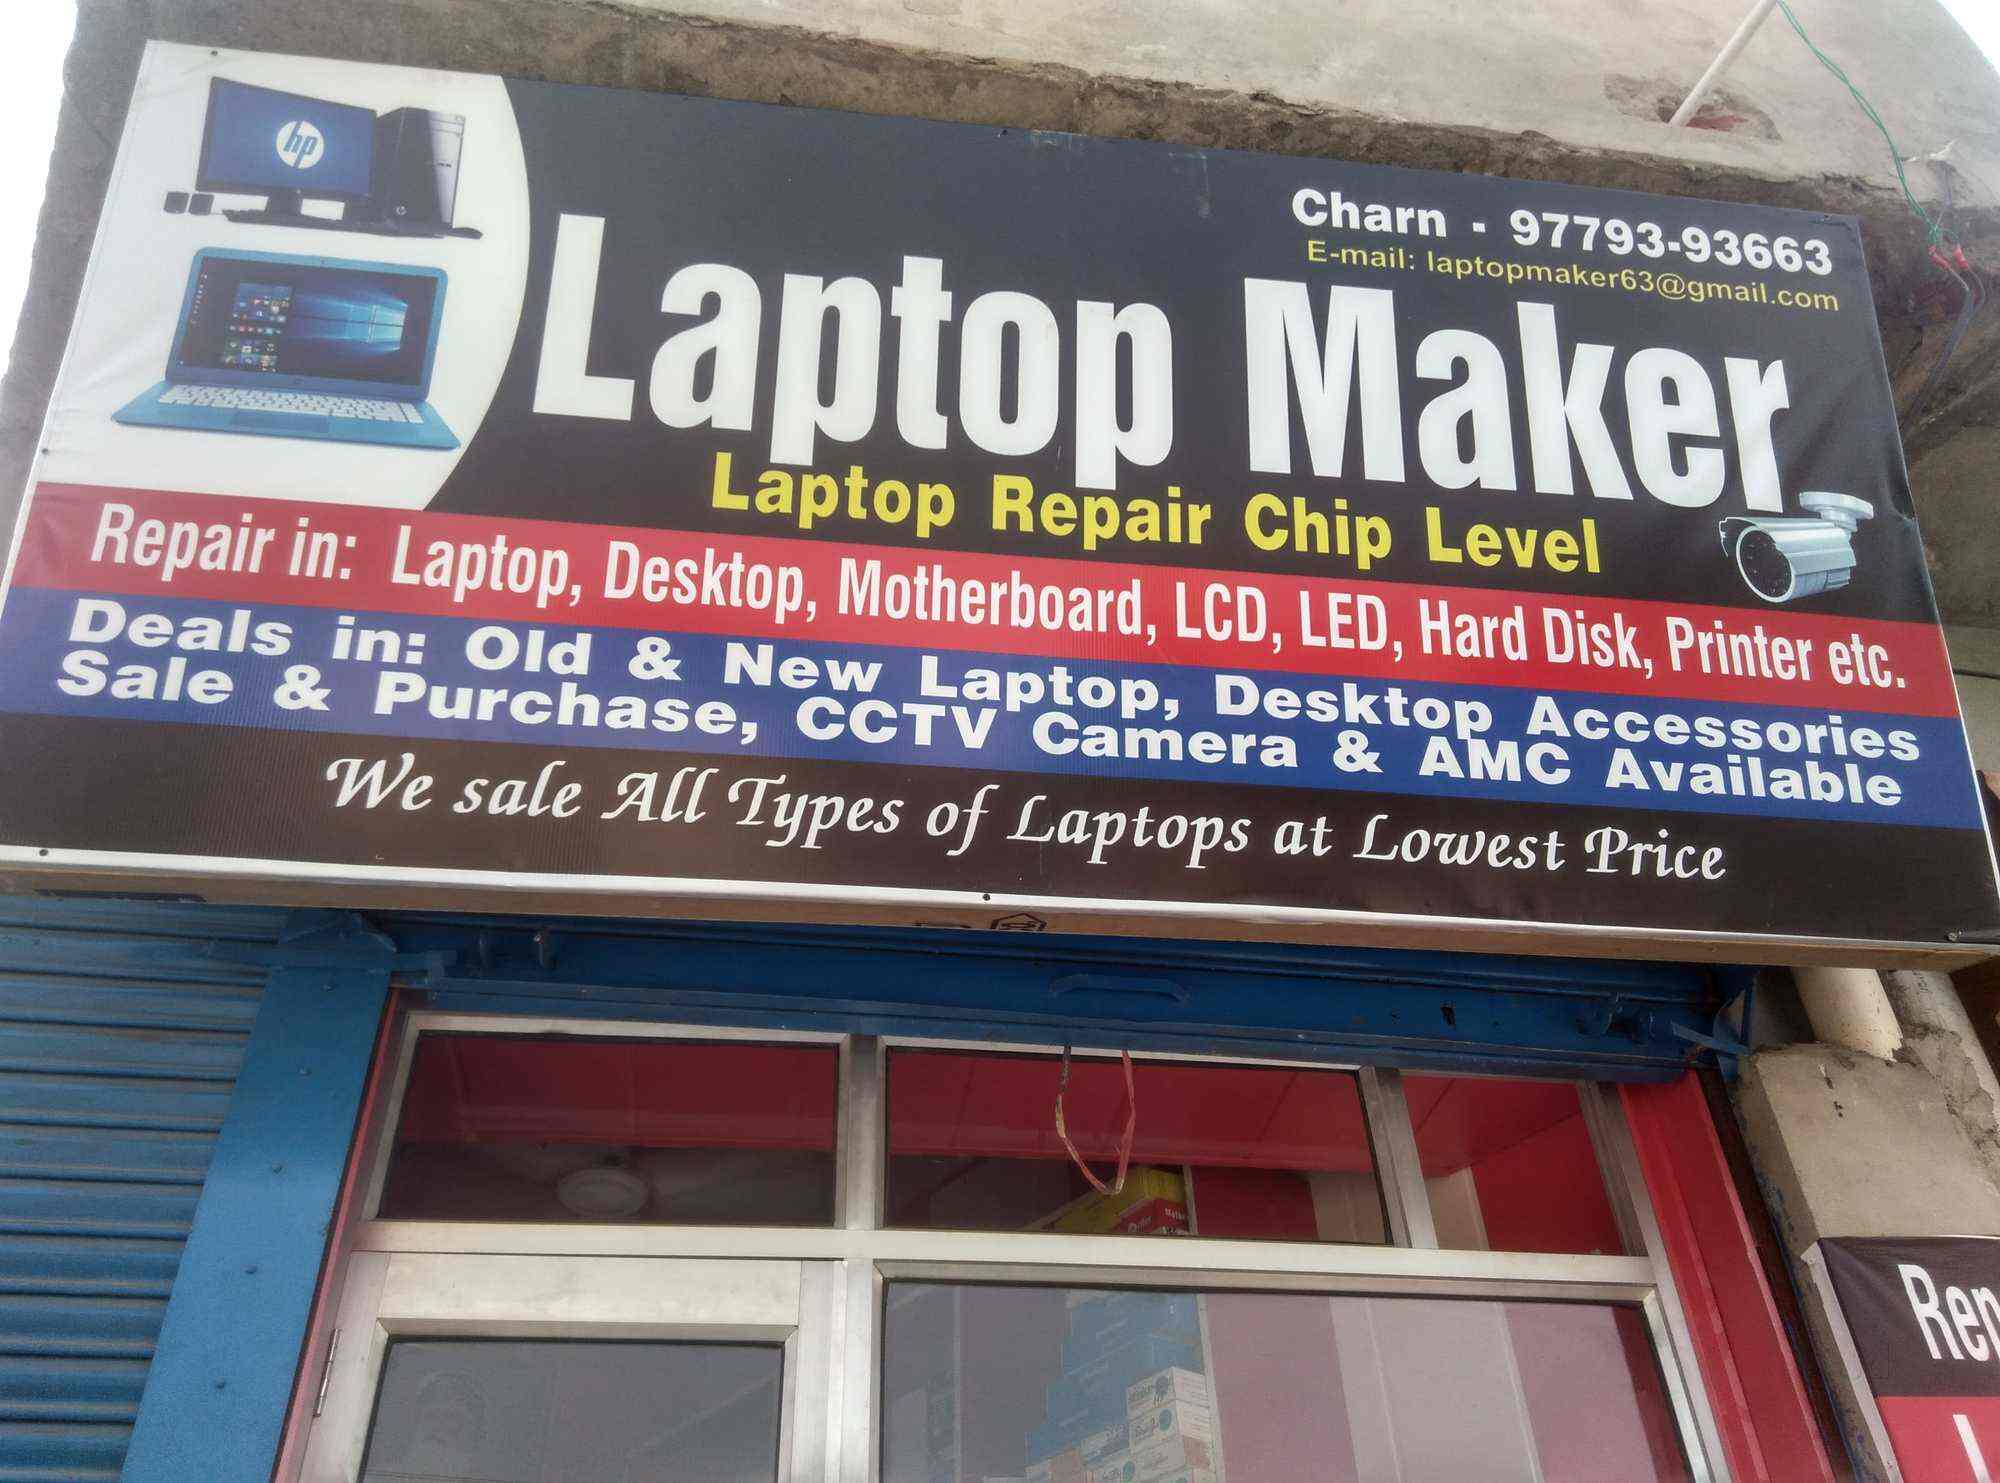 hp
Charn - 97793-93663
E-mail: laptopmaker63@gmail.com
Laptop Maker
Laptop Repair Chip Level
Repair in: Laptop, Desktop, Motherboard, LCD, LED, Hard Disk, Printer etc.
Deals in: Old & New Laptop, Desktop Accessories
Sale & Purchase, CCTV Camera & AMC Available
We sale All Types of Laptops at Lowest Price